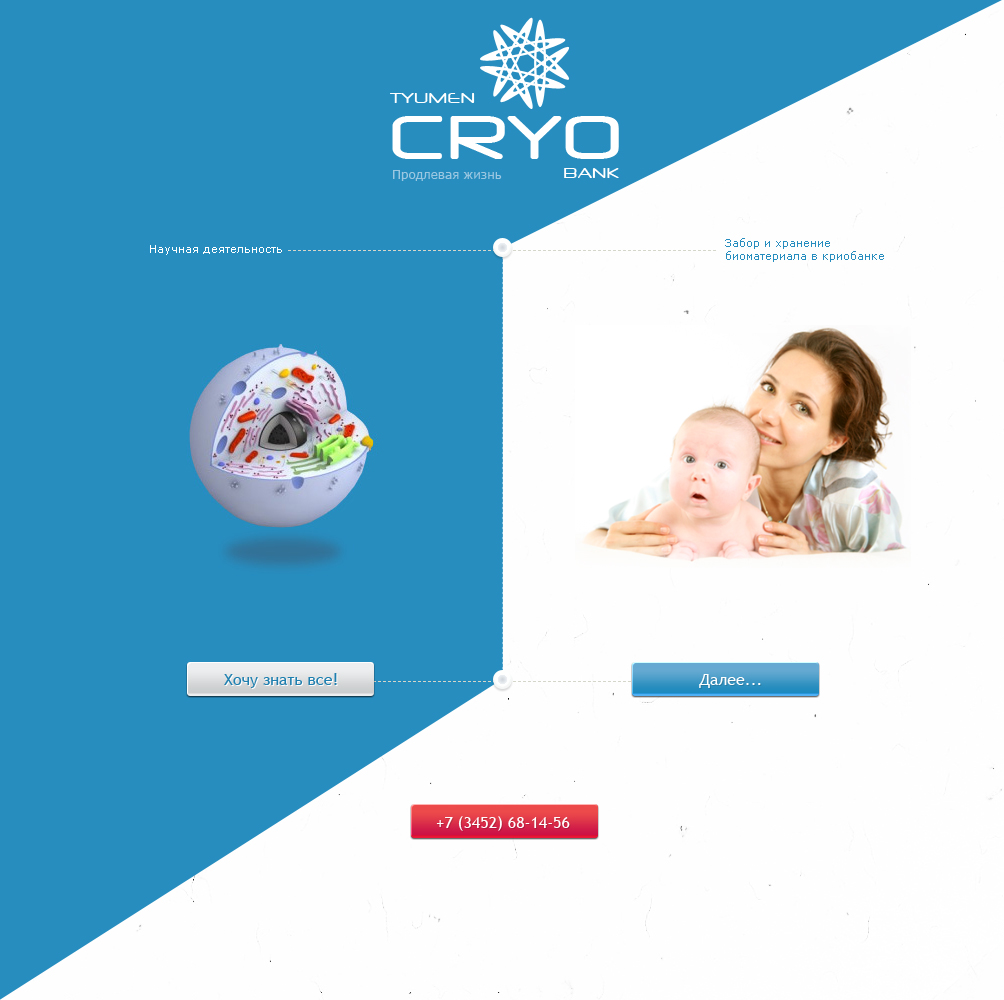 TYUMEN
CRYO
Продлевая жизнь
BANK
Научная деятельность
Забор и хранение
биоматериала в криобанке
Хочу знать все!
Далее...
+7 (3452) 68-14-56